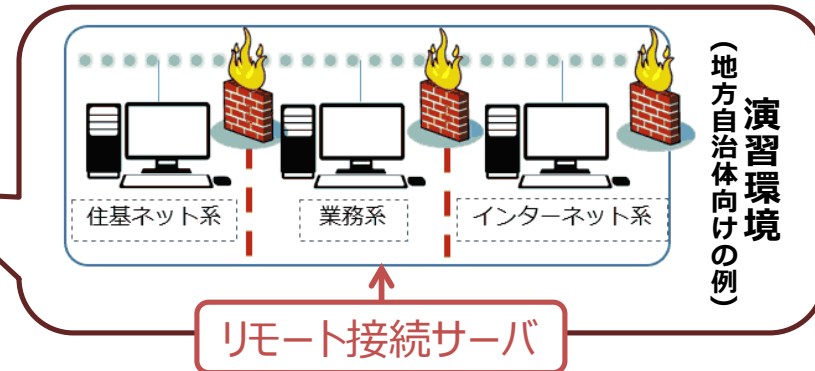 演習環境
(地方自治体向けの例)
住基ネット系
業務系
インターネット系
リモート接続サーバ